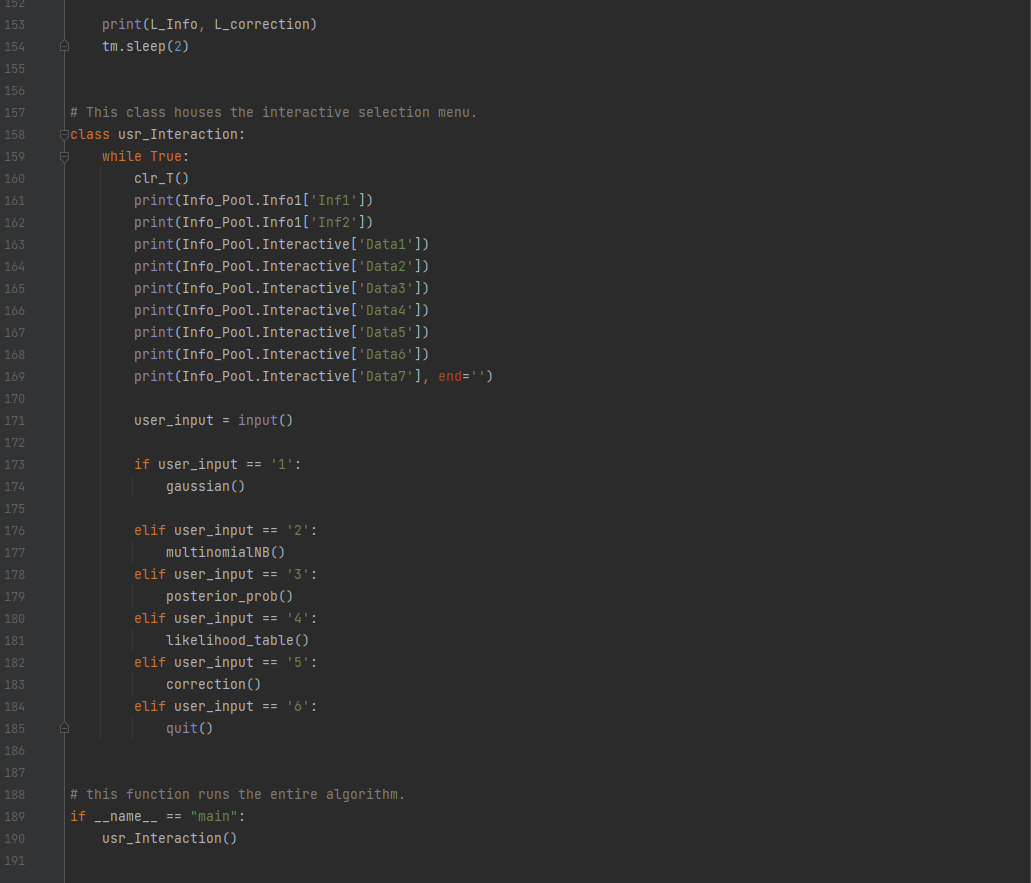 152
153 print(L_Info, L_correction)
154 tm.sleep(2)
155
156
157 # This class houses the interactive selection menu.
158 class usr_Interaction:
159 while True:
160 clr_T()
161 print(Info_Pool.Info1['Inf1'])
162 print(Info_Pool.Info1['Inf2'])
163 print(Info_Pool.Interactive['Data1'])
164 print(Info_Pool.Interactive['Data2'])
165 print(Info_Pool.Interactive['Data3'])
166 print(Info_Pool.Interactive['Data4'])
167 print(Info_Pool.Interactive['Data5'])
168 print(Info_Pool.Interactive['Data6'])
169 print(Info_Pool.Interactive['Data7'], end='')
170
171 user_input = input()
172
173 if user_input == '1':
174 gaussian()
175
176 elif user_input == '2':
177 multinomialNB()
178 elif user_input == '3':
179 posterior_prob()
180 elif user_input == '4':
181 likelihood_table()
182 elif user_input == '5':
183 correction()
184 elif user_input == '6':
185 quit()
186
187
188 # this function runs the entire algorithm.
189 if __name__ == "main":
190 usr_Interaction()
191